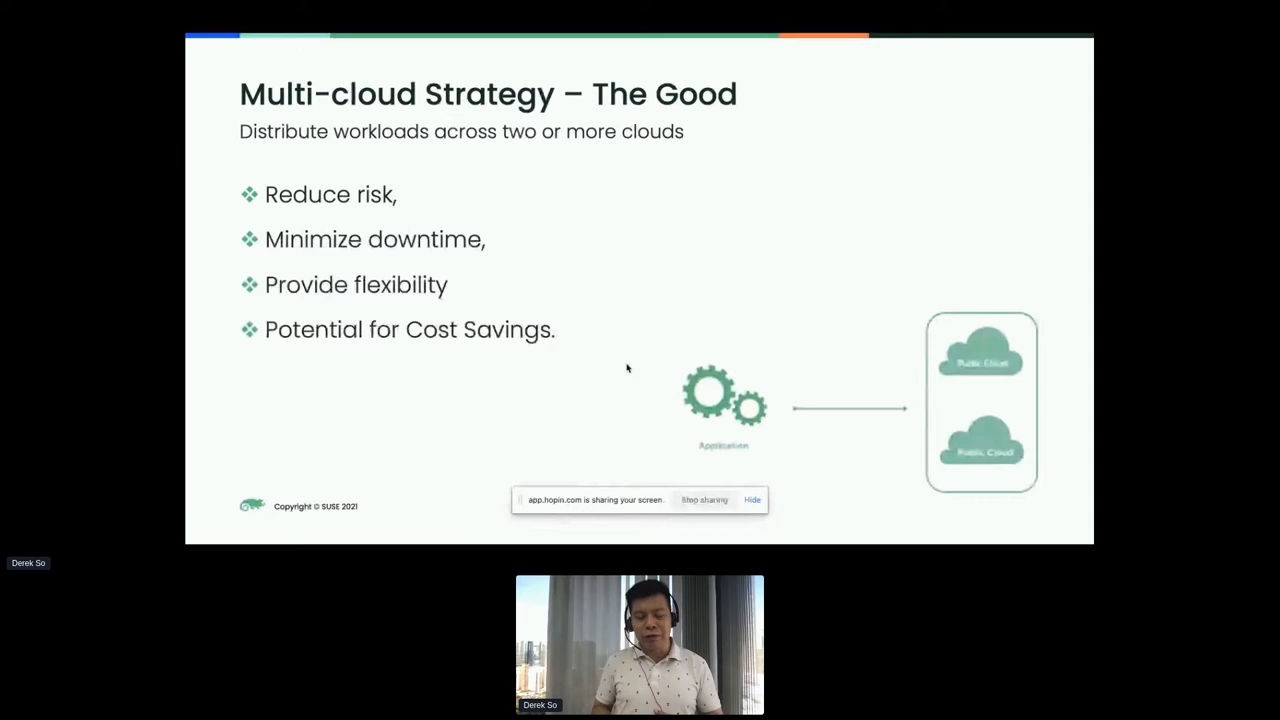 Multi-cloud Strategy – The Good
Distribute workloads across two or more clouds
Reduce risk,
Minimize downtime,
Provide flexibility
Potential for Cost Savings.
Public Cloud
Application
Public Cloud
app.hopin.com is sharing your screen.
Stop sharing
Hide
Copyright © SUSE 2021
Derek So
Derek So